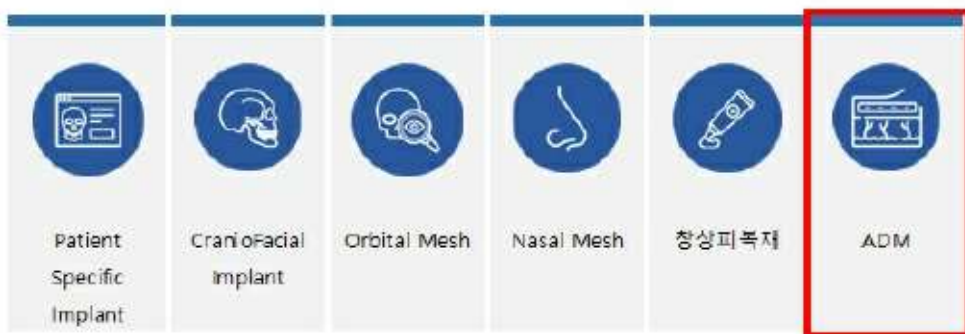 Patient
Specific
Implant
CranioFacial
Implant
Orbital Mesh
Nasal Mesh
창상피복재
ADM